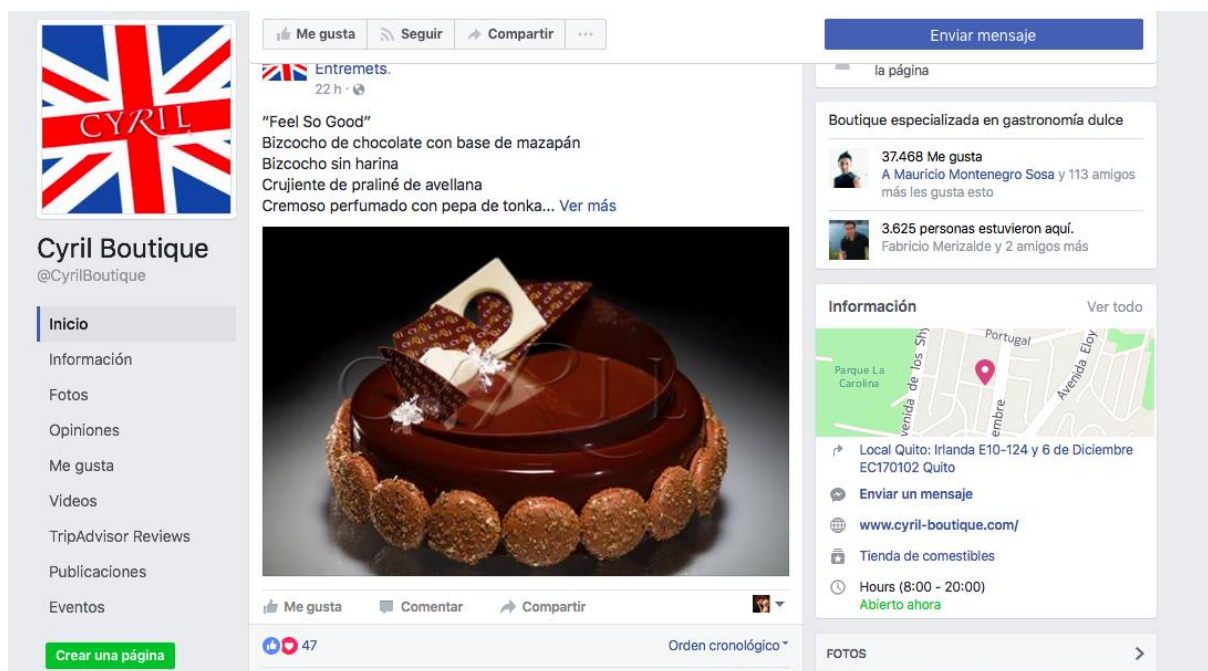 CYRIL
Cyril Boutique
@CyrilBoutique
Inicio
Información
Fotos
Opiniones
Me gusta
Videos
TripAdvisor Reviews
Publicaciones
Eventos
Crear una página
Me gusta
Seguir
Compartir
Entremets.
22 h
"Feel So Good"
Bizcocho de chocolate con base de mazapán
Bizcocho sin harina
Crujiente de praliné de avellana
Cremoso perfumado con pepa de tonka... Ver más
CYRIL
Me gusta
Comentar
Compartir
47
Orden cronológico
Enviar mensaje
la página
Boutique especializada en gastronomía dulce
37.468 Me gusta
A Mauricio Montenegro Sosa y 113 amigos
más les gusta esto
3.625 personas estuvieron aquí.
Fabricio Merizalde y 2 amigos más
Información
Ver todo
Portugal
Parque La
Carolina
venida de los Shy
Avenida Eloy
embre
Local Quito: Irlanda E10-124 y 6 de Diciembre
EC170102 Quito
Enviar un mensaje
www.cyril-boutique.com/
Tienda de comestibles
Hours (8:00 - 20:00)
Abierto ahora
FOTOS